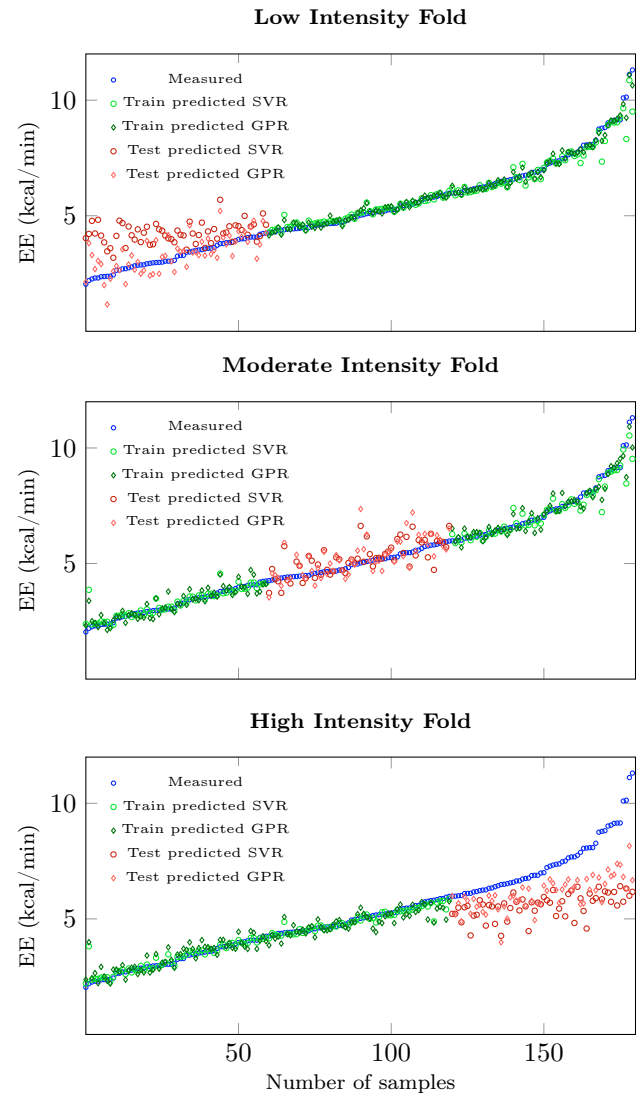 Low Intensity Fold
10
5
EE (kcal/min)
Measured
Train predicted SVR
Train predicted GPR
Test predicted SVR
Test predicted GPR
Moderate Intensity Fold
10
5
EE (kcal/min)
Measured
Train predicted SVR
Train predicted GPR
Test predicted SVR
Test predicted GPR
High Intensity Fold
10
5
EE (kcal/min)
Measured
Train predicted SVR
Train predicted GPR
Test predicted SVR
Test predicted GPR
50 100 150
Number of samples